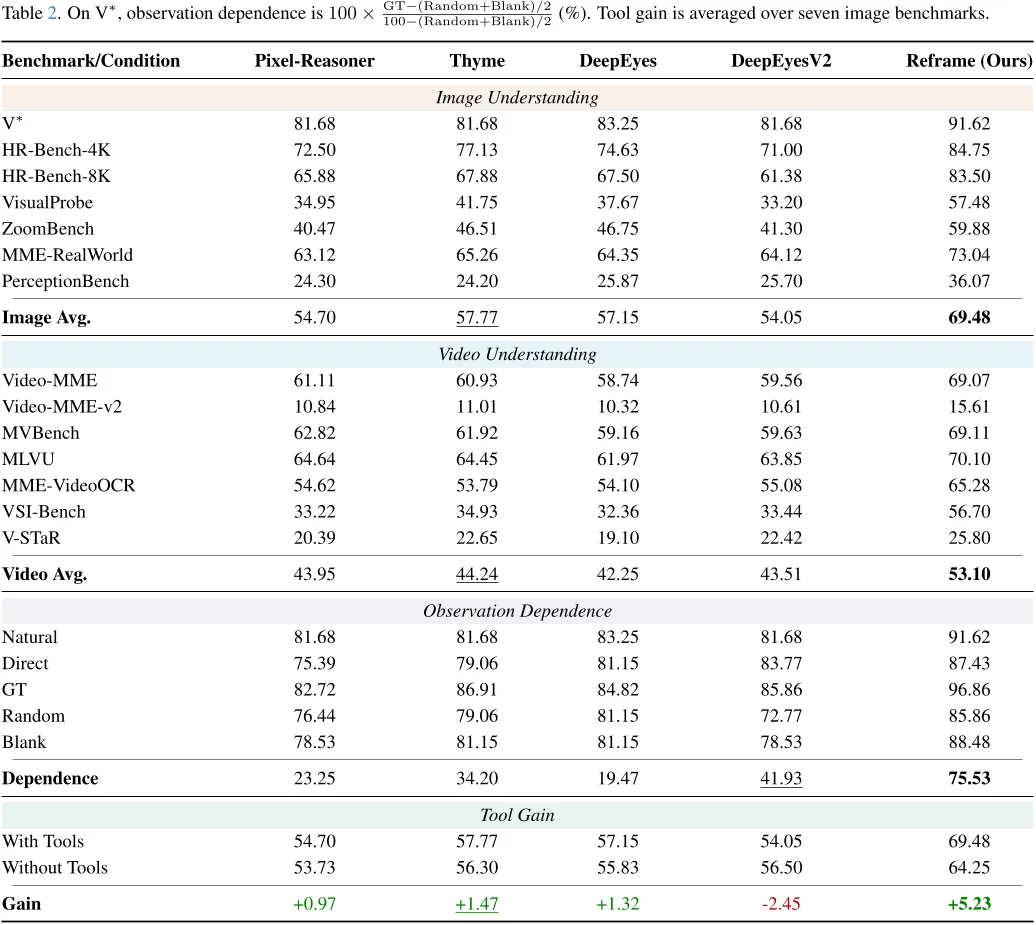 Table 2. On V*, observation dependence is 100 × GT−(Random+Blank)/2 / 100−(Random+Blank)/2 (%). Tool gain is averaged over seven image benchmarks.
Benchmark/Condition Pixel-Reasoner Thyme DeepEyes DeepEyesV2 Reframe (Ours)
Image Understanding
V* 81.68 81.68 83.25 81.68 91.62
HR-Bench-4K 72.50 77.13 74.63 71.00 84.75
HR-Bench-8K 65.88 67.88 67.50 61.38 83.50
VisualProbe 34.95 41.75 37.67 33.20 57.48
ZoomBench 40.47 46.51 46.75 41.30 59.88
MME-RealWorld 63.12 65.26 64.35 64.12 73.04
PerceptionBench 24.30 24.20 25.87 25.70 36.07
Image Avg. 54.70 57.77 57.15 54.05 69.48
Video Understanding
Video-MME 61.11 60.93 58.74 59.56 69.07
Video-MME-v2 10.84 11.01 10.32 10.61 15.61
MVBench 62.82 61.92 59.16 59.63 69.11
MLVU 64.64 64.45 61.97 63.85 70.10
MME-VideoOCR 54.62 53.79 54.10 55.08 65.28
VSI-Bench 33.22 34.93 32.36 33.44 56.70
V-STaR 20.39 22.65 19.10 22.42 25.80
Video Avg. 43.95 44.24 42.25 43.51 53.10
Observation Dependence
Natural 81.68 81.68 83.25 81.68 91.62
Direct 75.39 79.06 81.15 83.77 87.43
GT 82.72 86.91 84.82 85.86 96.86
Random 76.44 79.06 81.15 72.77 85.86
Blank 78.53 81.15 81.15 78.53 88.48
Dependence 23.25 34.20 19.47 41.93 75.53
Tool Gain
With Tools 54.70 57.77 57.15 54.05 69.48
Without Tools 53.73 56.30 55.83 56.50 64.25
Gain +0.97 +1.47 +1.32 -2.45 +5.23